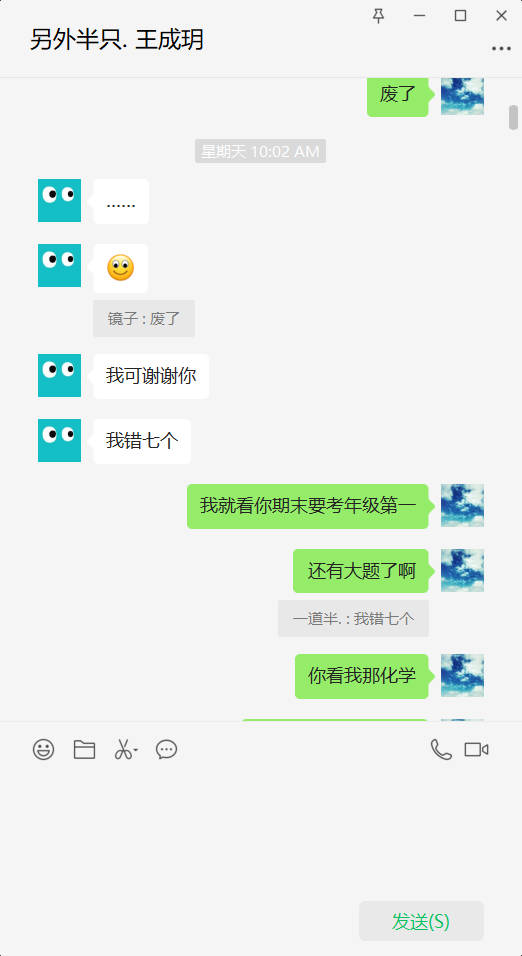 另外半只. 王成玥
废了
星期天 10:02 AM
......
镜子 : 废了
我可谢谢你
我错七个
我就看你期末要考年级第一
还有大题了啊
一道半. : 我错七个
你看我那化学
发送(S)